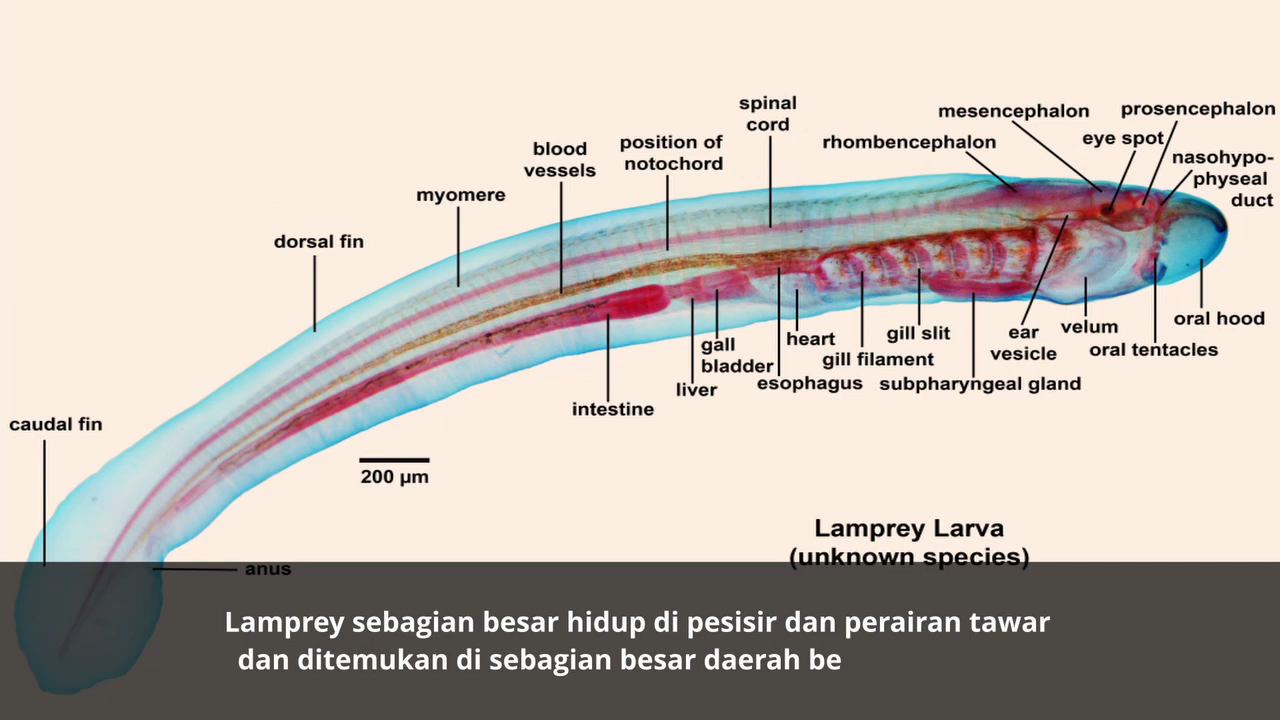 spinal
cord
mesencephalon
prosencephalon
rhombencephalon
eye spot
blood
vessels
position of
notochord
nasohypo-
physeal
duct
myomere
dorsal fin
gall
bladder
heart
gill filament
gill slit
ear
vesicle
velum
oral hood
oral tentacles
liver
esophagus
subpharyngeal gland
intestine
caudal fin
200 µm
Lamprey Larva
(unknown species)
anus
Lamprey sebagian besar hidup di pesisir dan perairan tawar
dan ditemukan di sebagian besar daerah be